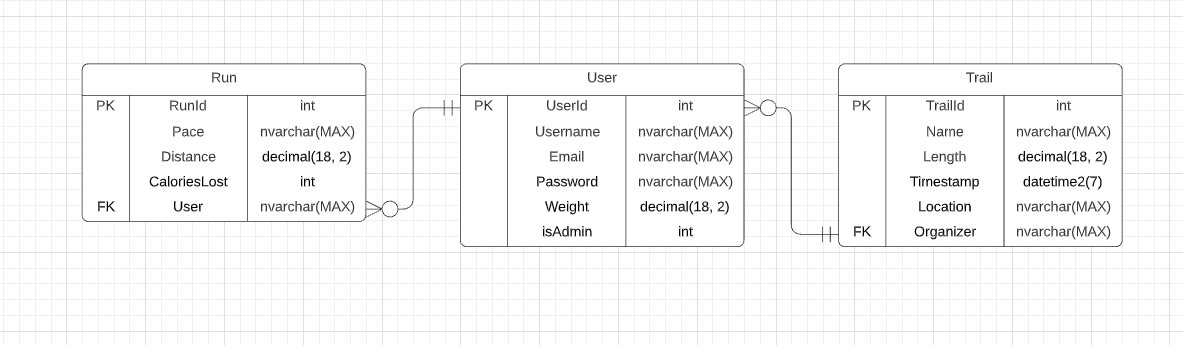 Run
PK RunId int
Pace nvarchar(MAX)
Distance decimal(18, 2)
CaloriesLost int
FK User nvarchar(MAX)
User
PK UserId int
Username nvarchar(MAX)
Email nvarchar(MAX)
Password nvarchar(MAX)
Weight decimal(18, 2)
isAdmin int
Trail
PK TrailId int
Name nvarchar(MAX)
Length decimal(18, 2)
Timestamp datetime2(7)
Location nvarchar(MAX)
FK Organizer nvarchar(MAX)